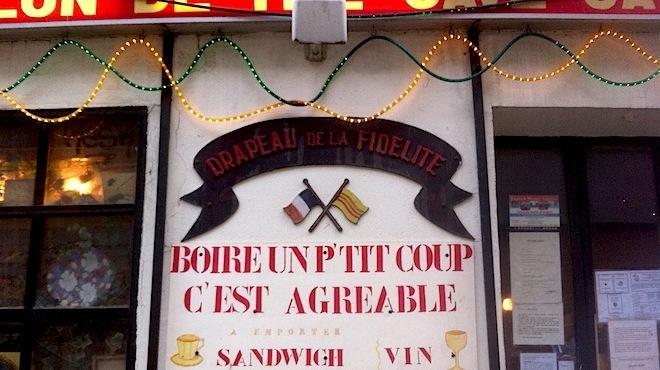 DRAPEAU DE LA FIDELITE
BOIRE UN P'TIT COUP
C'EST AGREABLE
A EMPORTER
SANDWICH VIN